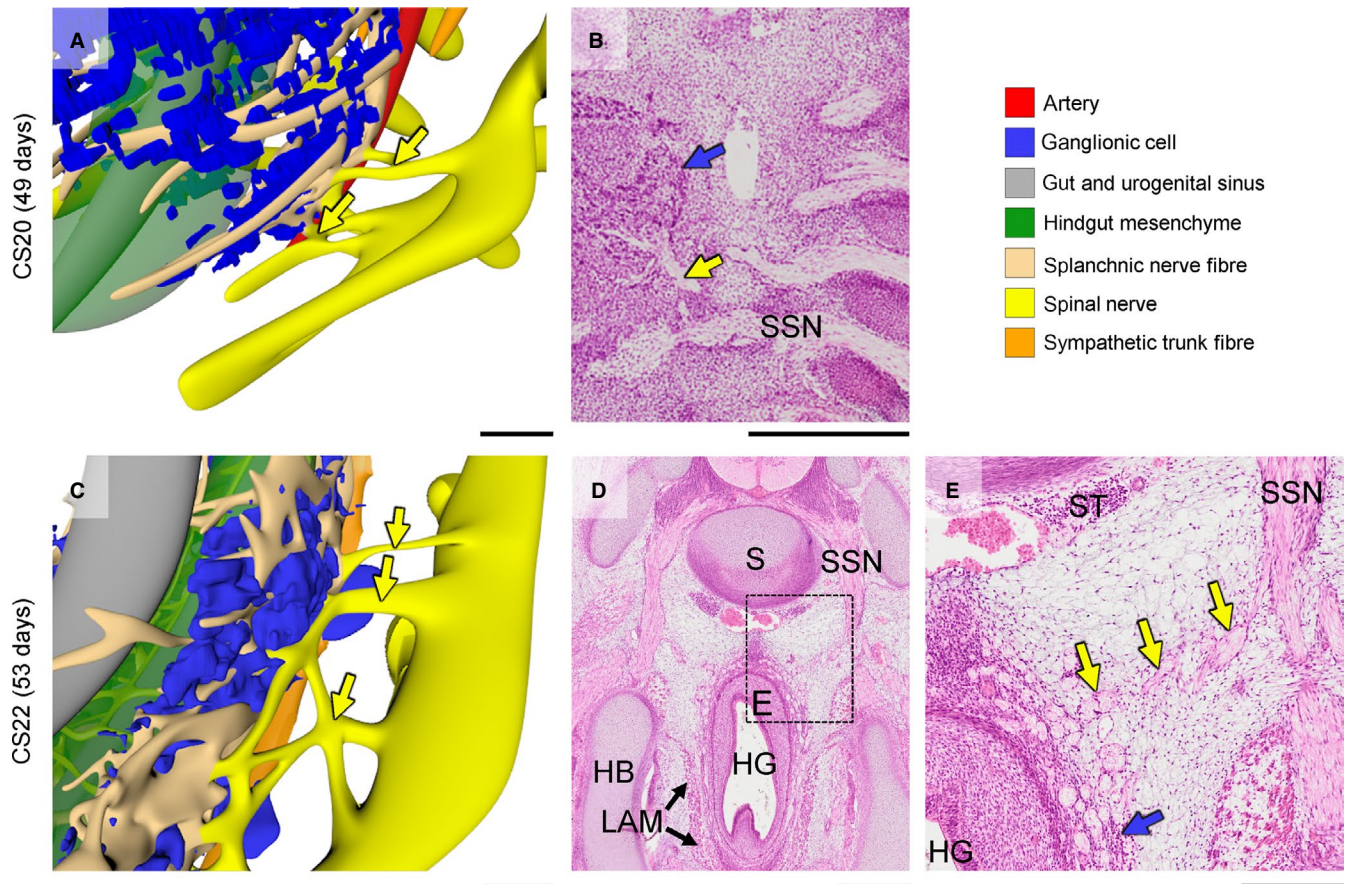 CS20 (49 days)
A
B
SSN
Artery
Ganglionic cell
Gut and urogenital sinus
Hindgut mesenchyme
Splanchnic nerve fibre
Spinal nerve
Sympathetic trunk fibre
CS22 (53 days)
C
D
S
SSN
E
HB
HG
LAM
E
ST
SSN
HG